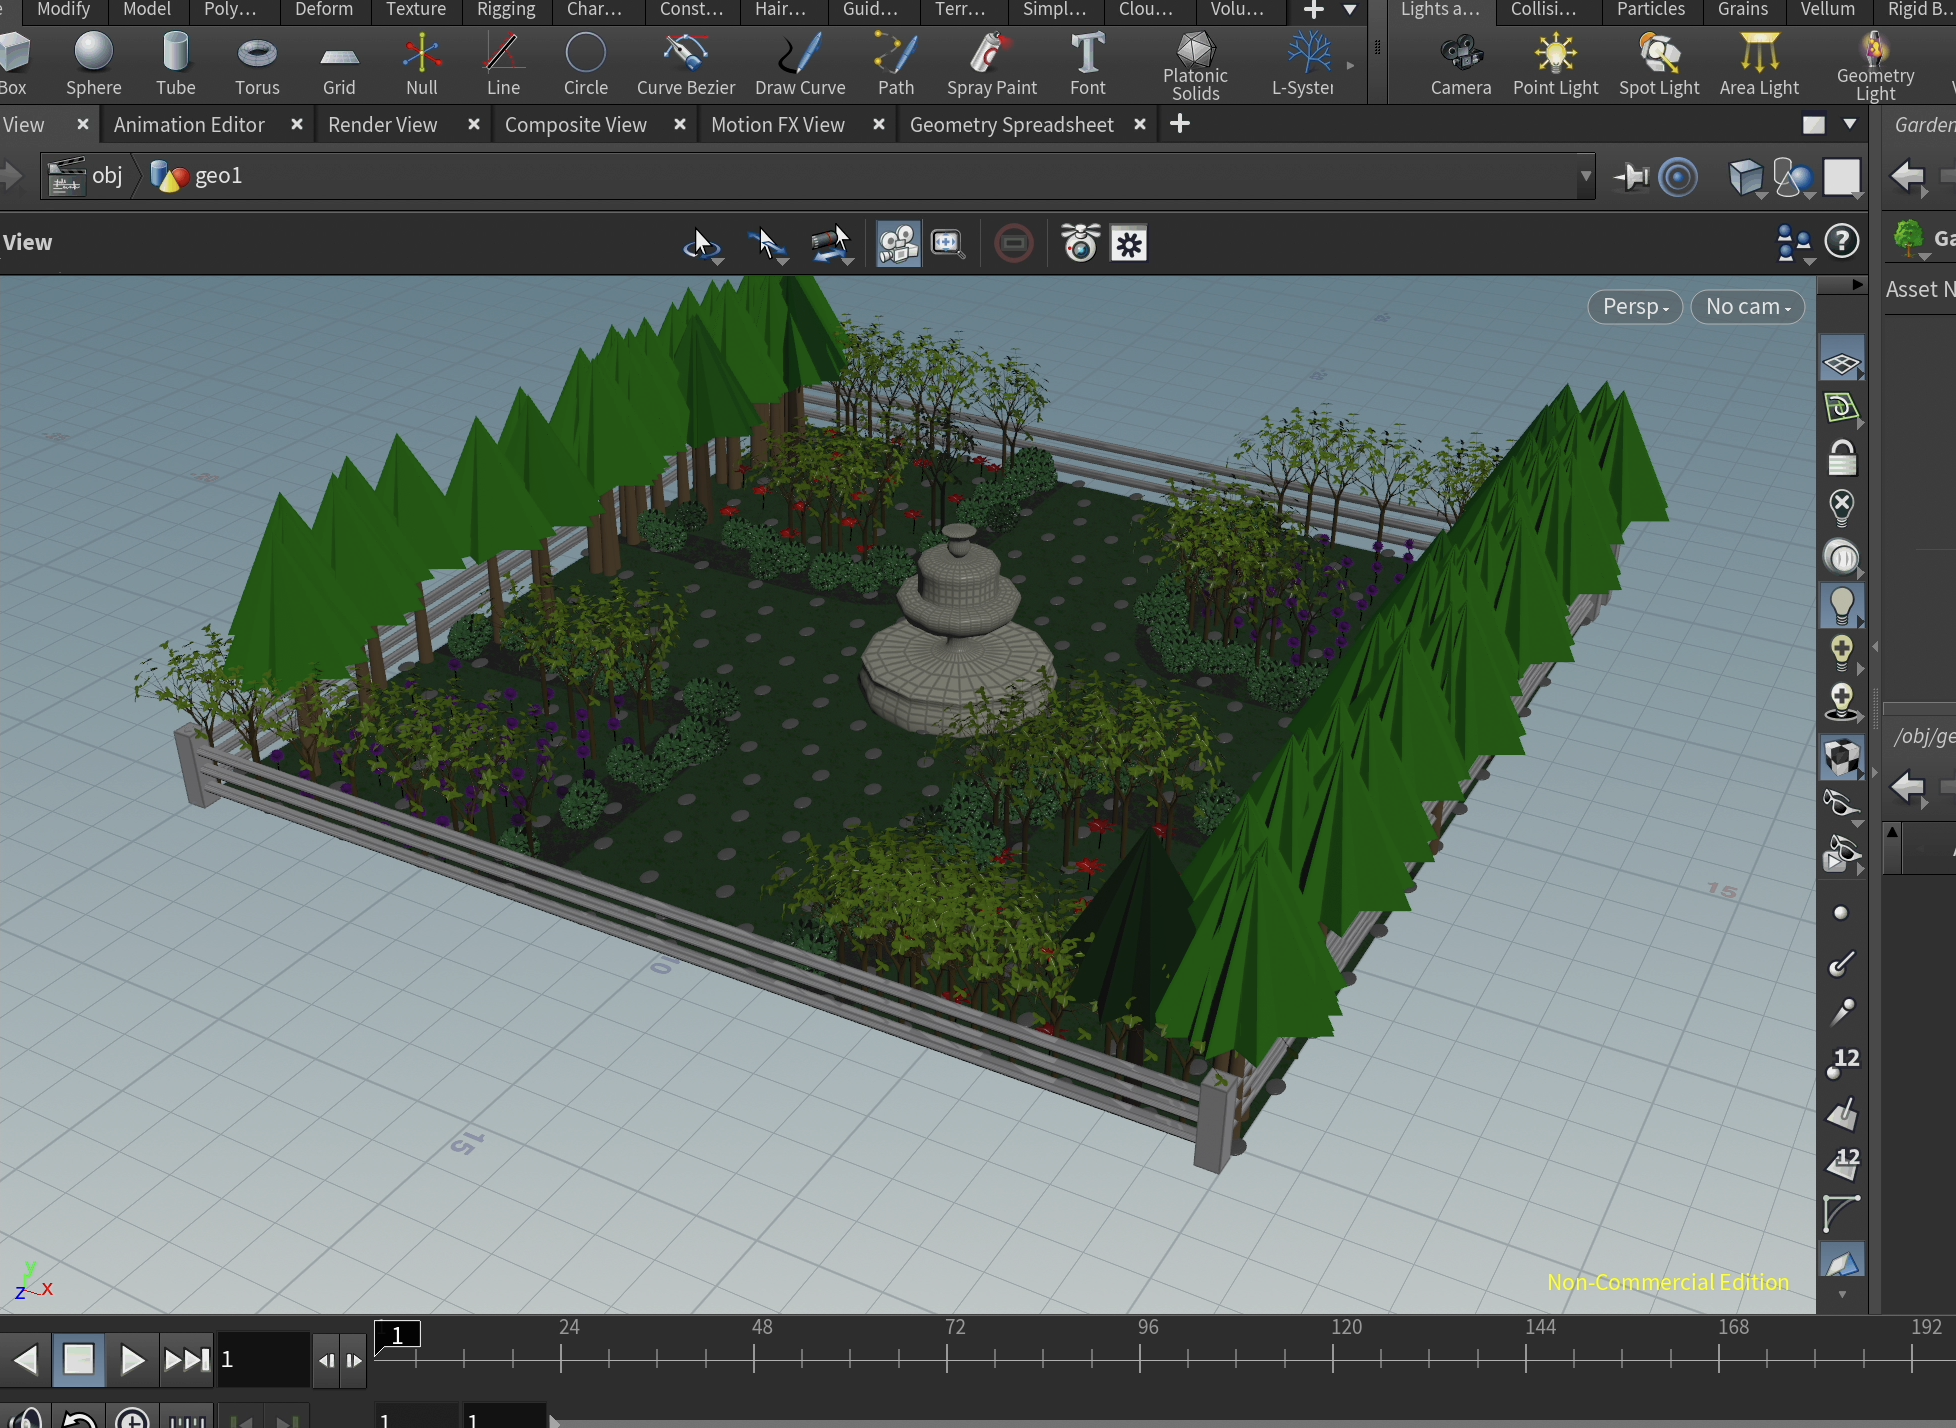 Modify Model Poly... Deform Texture Rigging Char... Const... Hair... Guid... Terr... Simpl... Clou... Volu... Lights a... Collisi... Particles Grains Vellum Rigid B...
Box Sphere Tube Torus Grid Null Line Circle Curve Bezier Draw Curve Path Spray Paint Font Platonic Solids L-System Camera Point Light Spot Light Area Light Geometry Light
View Animation Editor Render View Composite View Motion FX View Geometry Spreadsheet Garden
obj geo1
View Ga
Asset N
Persp No cam
/obj/ge
15
10
15
12
12
y
z x
Non-Commercial Edition
1 1 24 48 72 96 120 144 168 192
1 1